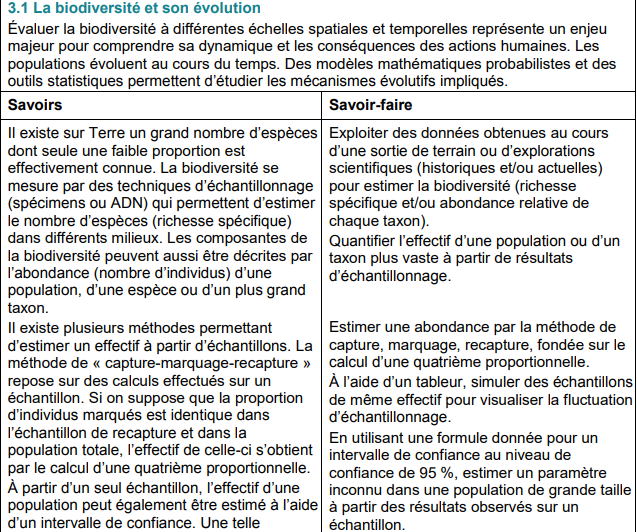 3.1 La biodiversité et son évolution
Évaluer la biodiversité à différentes échelles spatiales et temporelles représente un enjeu
majeur pour comprendre sa dynamique et les conséquences des actions humaines. Les
populations évoluent au cours du temps. Des modèles mathématiques probabilistes et des
outils statistiques permettent d'étudier les mécanismes évolutifs impliqués.
Savoirs
Il existe sur Terre un grand nombre d'espèces
dont seule une faible proportion est
effectivement connue. La biodiversité se
mesure par des techniques d'échantillonnage
(spécimens ou ADN) qui permettent d'estimer
le nombre d'espèces (richesse spécifique)
dans différents milieux. Les composantes de
la biodiversité peuvent aussi être décrites par
l'abondance (nombre d'individus) d'une
population, d'une espèce ou d'un plus grand
taxon.
Il existe plusieurs méthodes permettant
d'estimer un effectif à partir d'échantillons. La
méthode de « capture-marquage-recapture »
repose sur des calculs effectués sur un
échantillon. Si on suppose que la proportion
d'individus marqués est identique dans
l'échantillon de recapture et dans la
population totale, l'effectif de celle-ci s'obtient
par le calcul d'une quatrième proportionnelle.
À partir d'un seul échantillon, l'effectif d'une
population peut également être estimé à l'aide
d'un intervalle de confiance. Une telle
Savoir-faire
Exploiter des données obtenues au cours
d'une sortie de terrain ou d'explorations
scientifiques (historiques et/ou actuelles)
pour estimer la biodiversité (richesse
spécifique et/ou abondance relative de
chaque taxon).
Quantifier l'effectif d'une population ou d'un
taxon plus vaste à partir de résultats
d'échantillonnage.
Estimer une abondance par la méthode de
capture, marquage, recapture, fondée sur le
calcul d'une quatrième proportionnelle.
À l'aide d'un tableur, simuler des échantillons
de même effectif pour visualiser la fluctuation
d'échantillonnage.
En utilisant une formule donnée pour un
intervalle de confiance au niveau de
confiance de 95 %, estimer un paramètre
inconnu dans une population de grande taille
à partir des résultats observés sur un
échantillon.